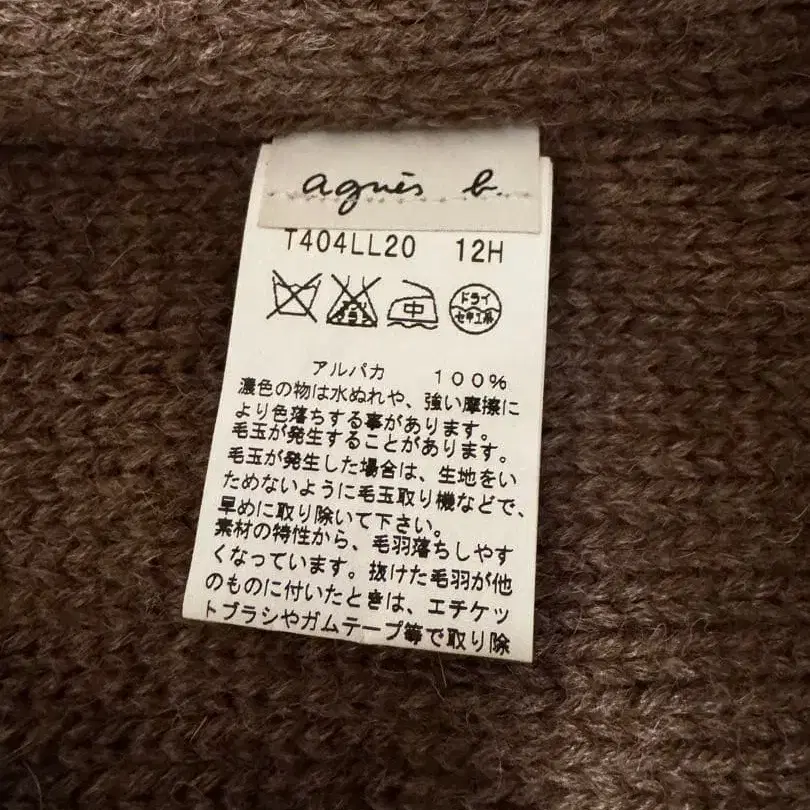 agnès b.
T404LL20 12H
中 ドライ
セキユ系
アルパカ 100%
濃色の物は水ぬれや、強い摩擦に
より色落ちする事があります。
毛玉が発生することがあります。
毛玉が発生した場合は、生地をい
ためないように毛玉取り機などで、
早めに取り除いて下さい。
素材の特性から、毛羽落ちしやす
くなっています。抜けた毛羽が他
のものに付いたときは、エチケッ
トブラシやガムテープ等で取り除